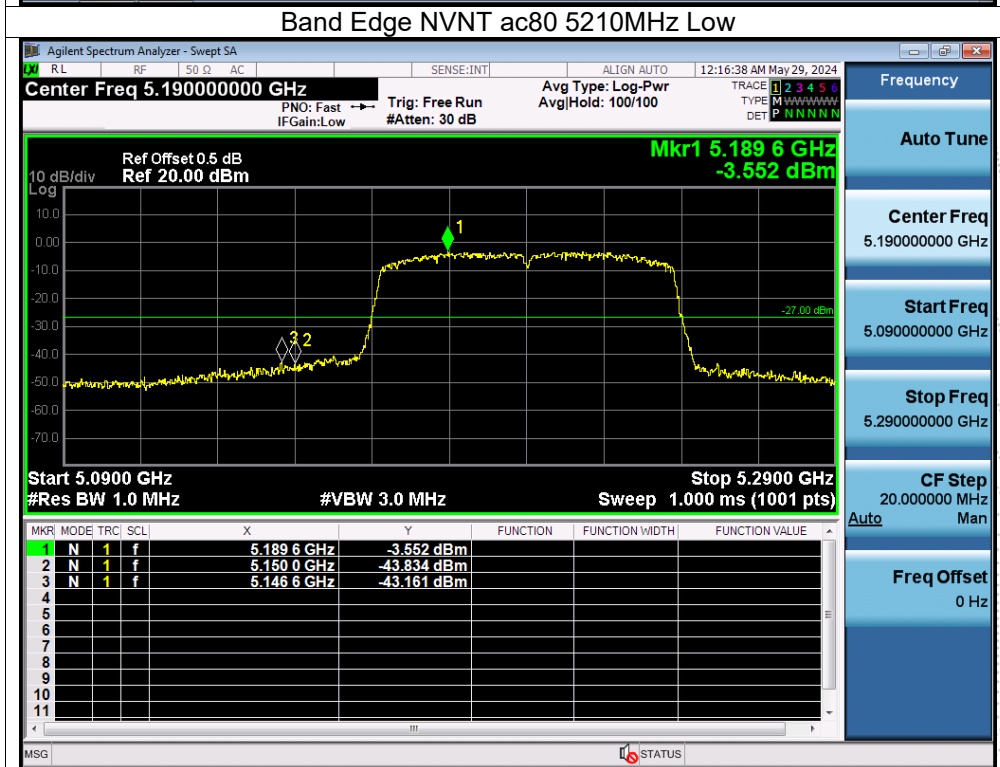 Band Edge NVNT ac80 5210MHz Low
Agilent Spectrum Analyzer - Swept SA
LXI RL RF 50 Ω AC SENSE:INT ALIGN AUTO 12:16:38 AM May 29, 2024
Center Freq 5.190000000 GHz
PNO: Fast
IFGain:Low
Trig: Free Run
#Atten: 30 dB
Avg Type: Log-Pwr
Avg|Hold: 100/100
TRACE 1 2 3 4 5 6
TYPE M WWWWW
DET P N N N N N
Frequency
Mkr1 5.189 6 GHz
-3.552 dBm
Ref Offset 0.5 dB
10 dB/div Ref 20.00 dBm
Log
10.0
0.00
-10.0
-20.0
-30.0
-40.0
-50.0
-60.0
-70.0
1
3 2
-27.00 dBm
Start 5.0900 GHz Stop 5.2900 GHz
#Res BW 1.0 MHz #VBW 3.0 MHz Sweep 1.000 ms (1001 pts)
MKR MODE TRC SCL X Y FUNCTION FUNCTION WIDTH FUNCTION VALUE
1 N 1 f 5.189 6 GHz -3.552 dBm
2 N 1 f 5.150 0 GHz -43.834 dBm
3 N 1 f 5.146 6 GHz -43.161 dBm
4
5
6
7
8
9
10
11
Auto Tune
Center Freq
5.190000000 GHz
Start Freq
5.090000000 GHz
Stop Freq
5.290000000 GHz
CF Step
20.000000 MHz
Auto Man
Freq Offset
0 Hz
MSG STATUS